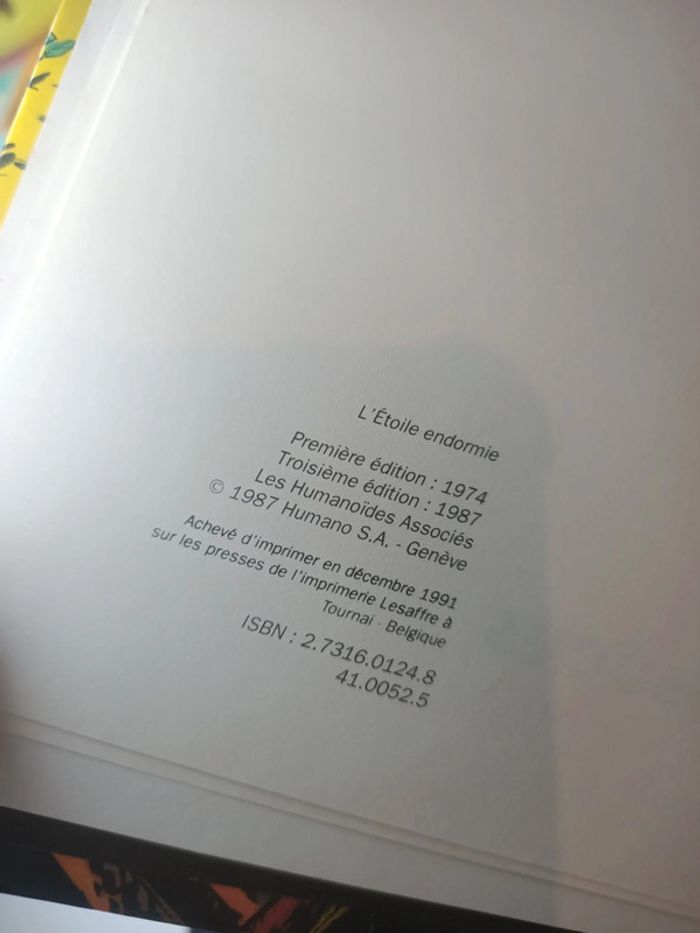 L'Étoile endormie
Première édition : 1974
Troisième édition : 1987
Les Humanoïdes Associés
© 1987 Humano S.A. - Genève
Achevé d'imprimer en décembre 1991
sur les presses de l'imprimerie Lesaffre à
Tournai - Belgique
ISBN : 2.7316.0124.8
41.0052.5